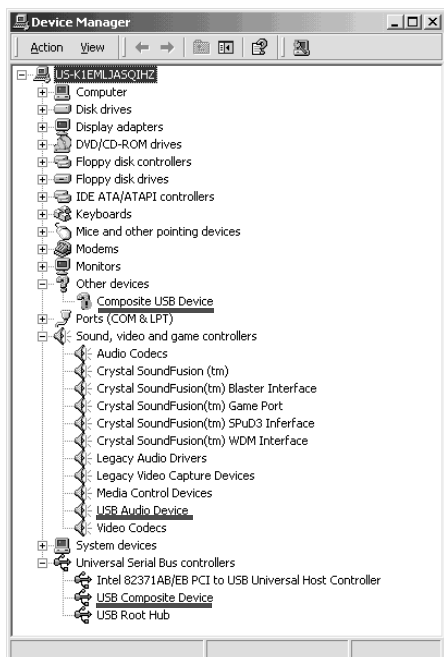 Device Manager
Action View
US-K1EMLJASQIHZ
Computer
Disk drives
Display adapters
DVD/CD-ROM drives
Floppy disk controllers
Floppy disk drives
IDE ATA/ATAPI controllers
Keyboards
Mice and other pointing devices
Modems
Monitors
Other devices
Composite USB Device
Ports (COM & LPT)
Sound, video and game controllers
Audio Codecs
Crystal SoundFusion (tm)
Crystal SoundFusion(tm) Blaster Interface
Crystal SoundFusion(tm) Game Port
Crystal SoundFusion(tm) SPuD3 Inferface
Crystal SoundFusion(tm) WDM Interface
Legacy Audio Drivers
Legacy Video Capture Devices
Media Control Devices
USB Audio Device
Video Codecs
System devices
Universal Serial Bus controllers
Intel 82371AB/EB PCI to USB Universal Host Controller
USB Composite Device
USB Root Hub